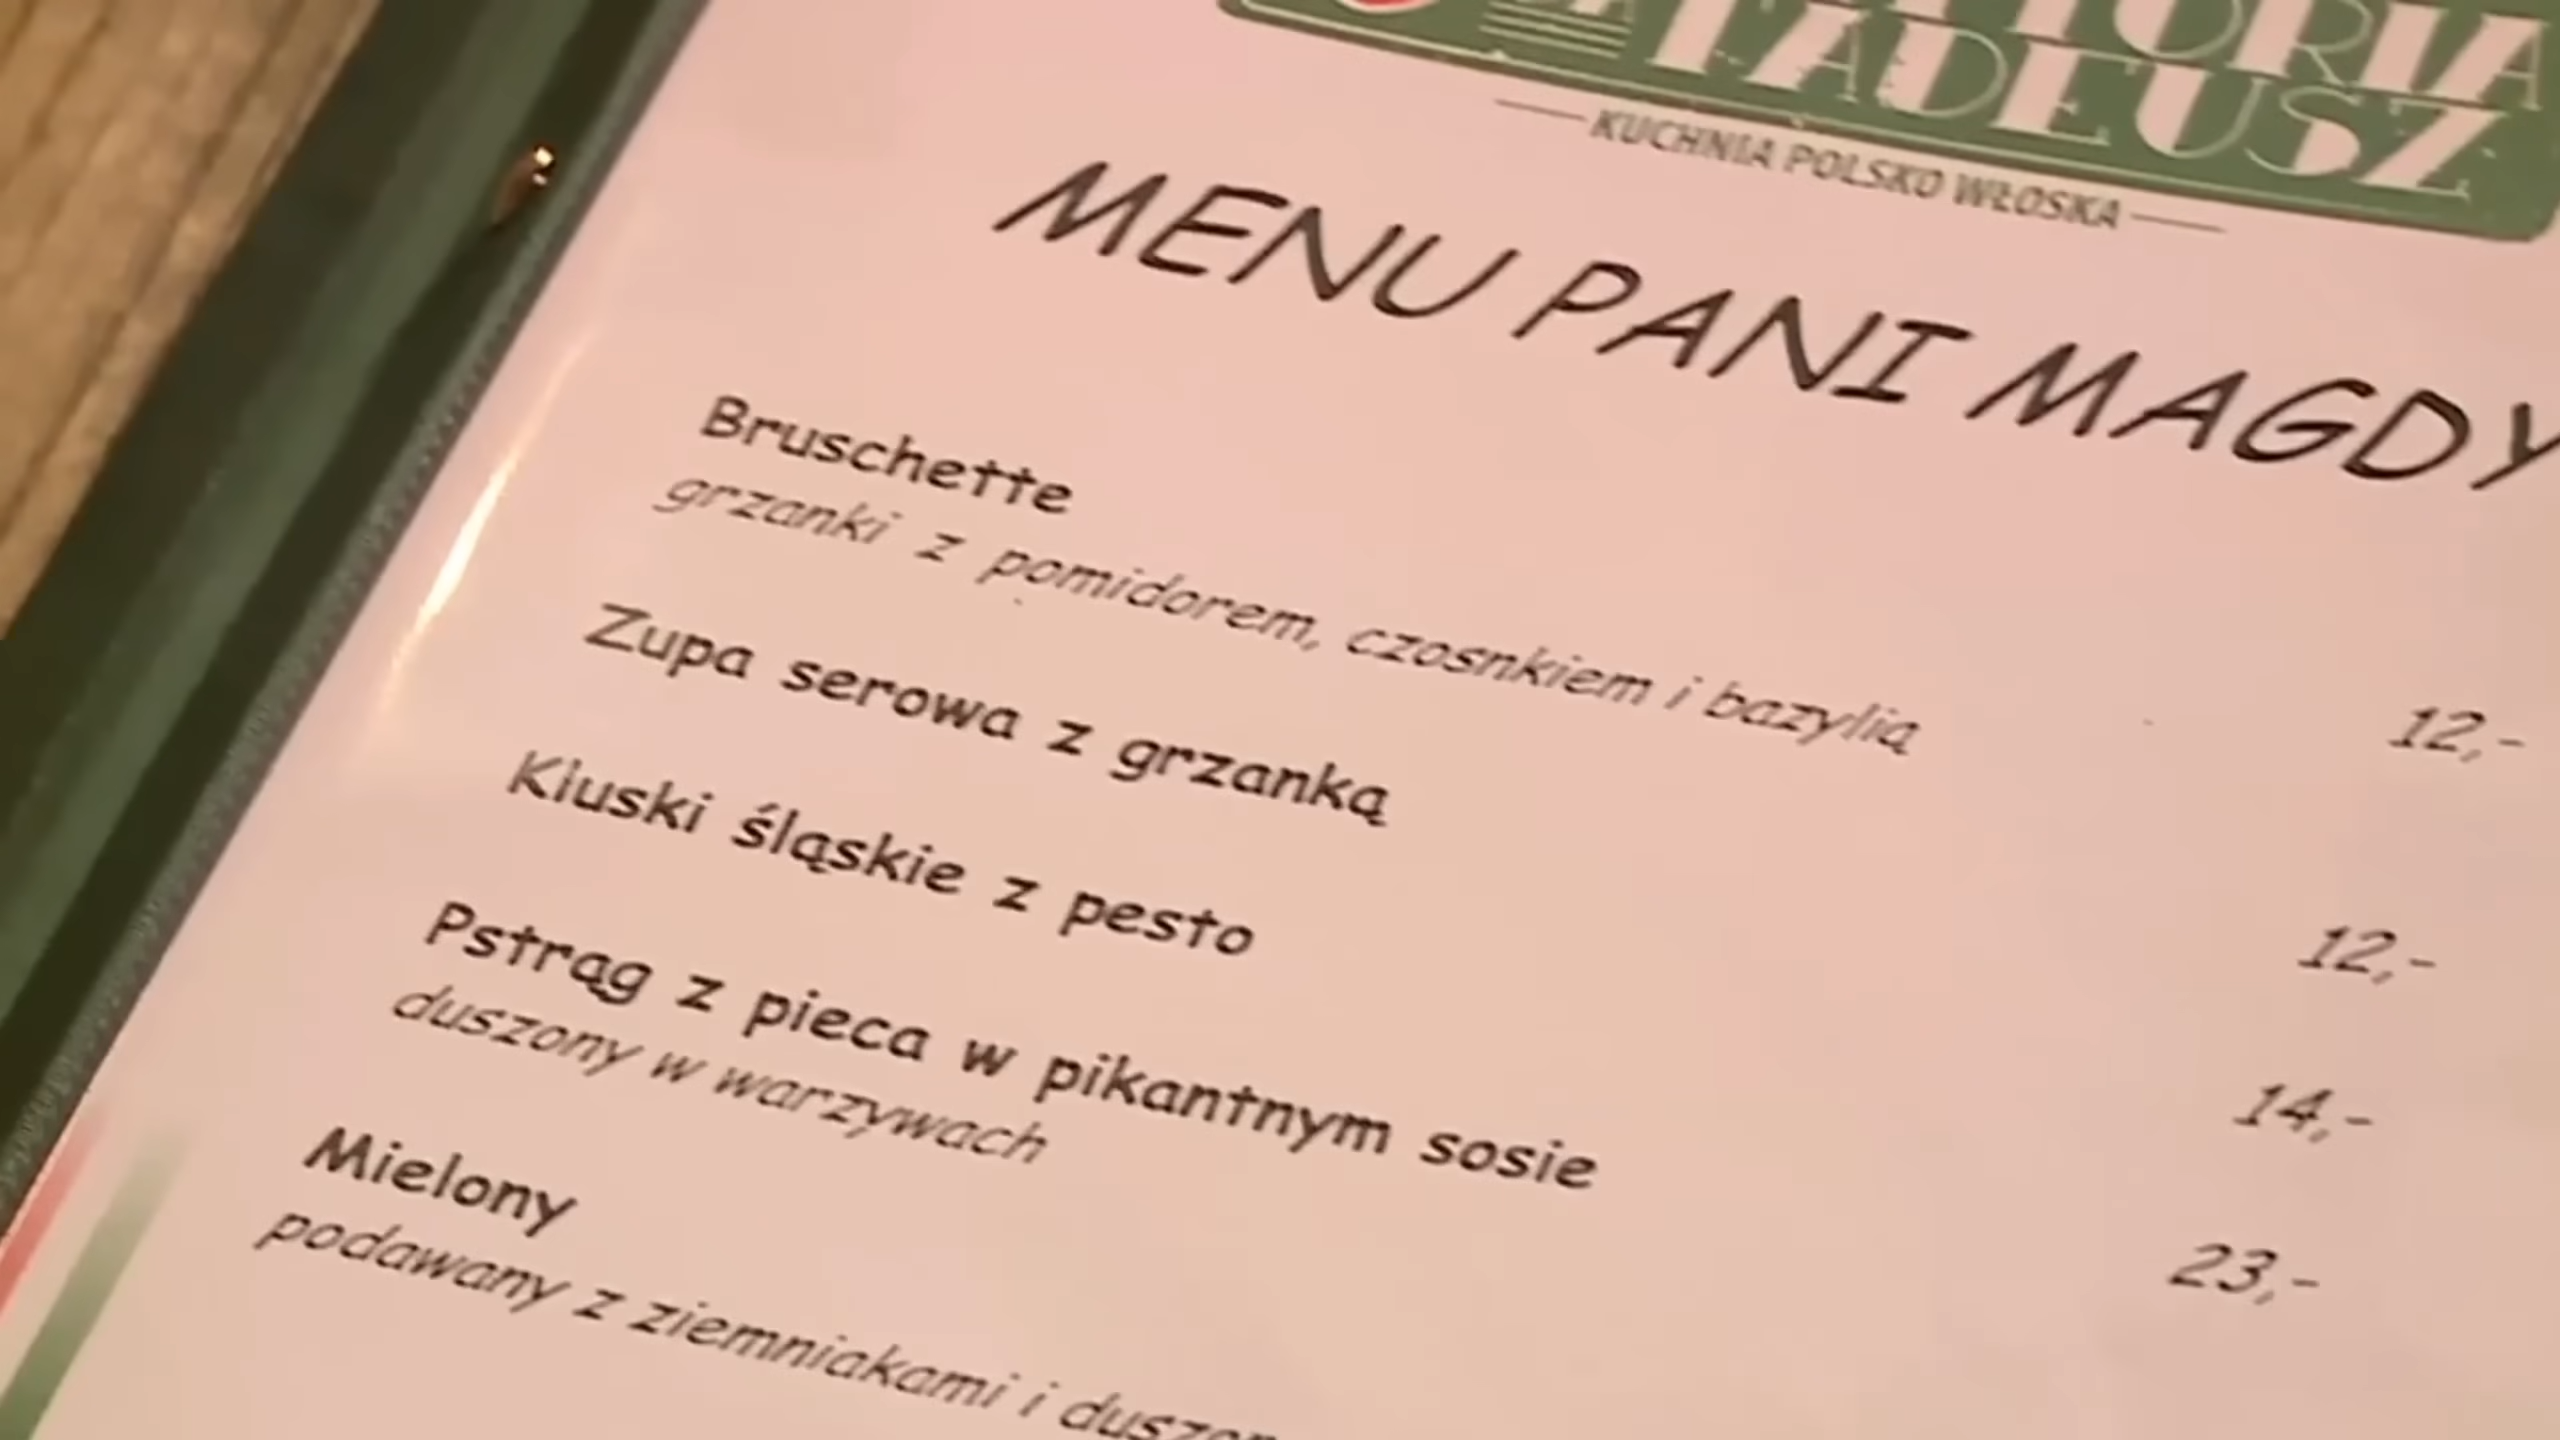 TADEUSZ
KUCHNIA POLSKO WŁOSKA
MENU PANI MAGDY
Bruschette
grzanki z pomidorem, czosnkiem i bazylią 12,-
Zupa serowa z grzanką 12,-
Kluski śląskie z pesto 14,-
Pstrąg z pieca w pikantnym sosie 23,-
duszony w warzywach
Mielony
podawany z ziemniakami i